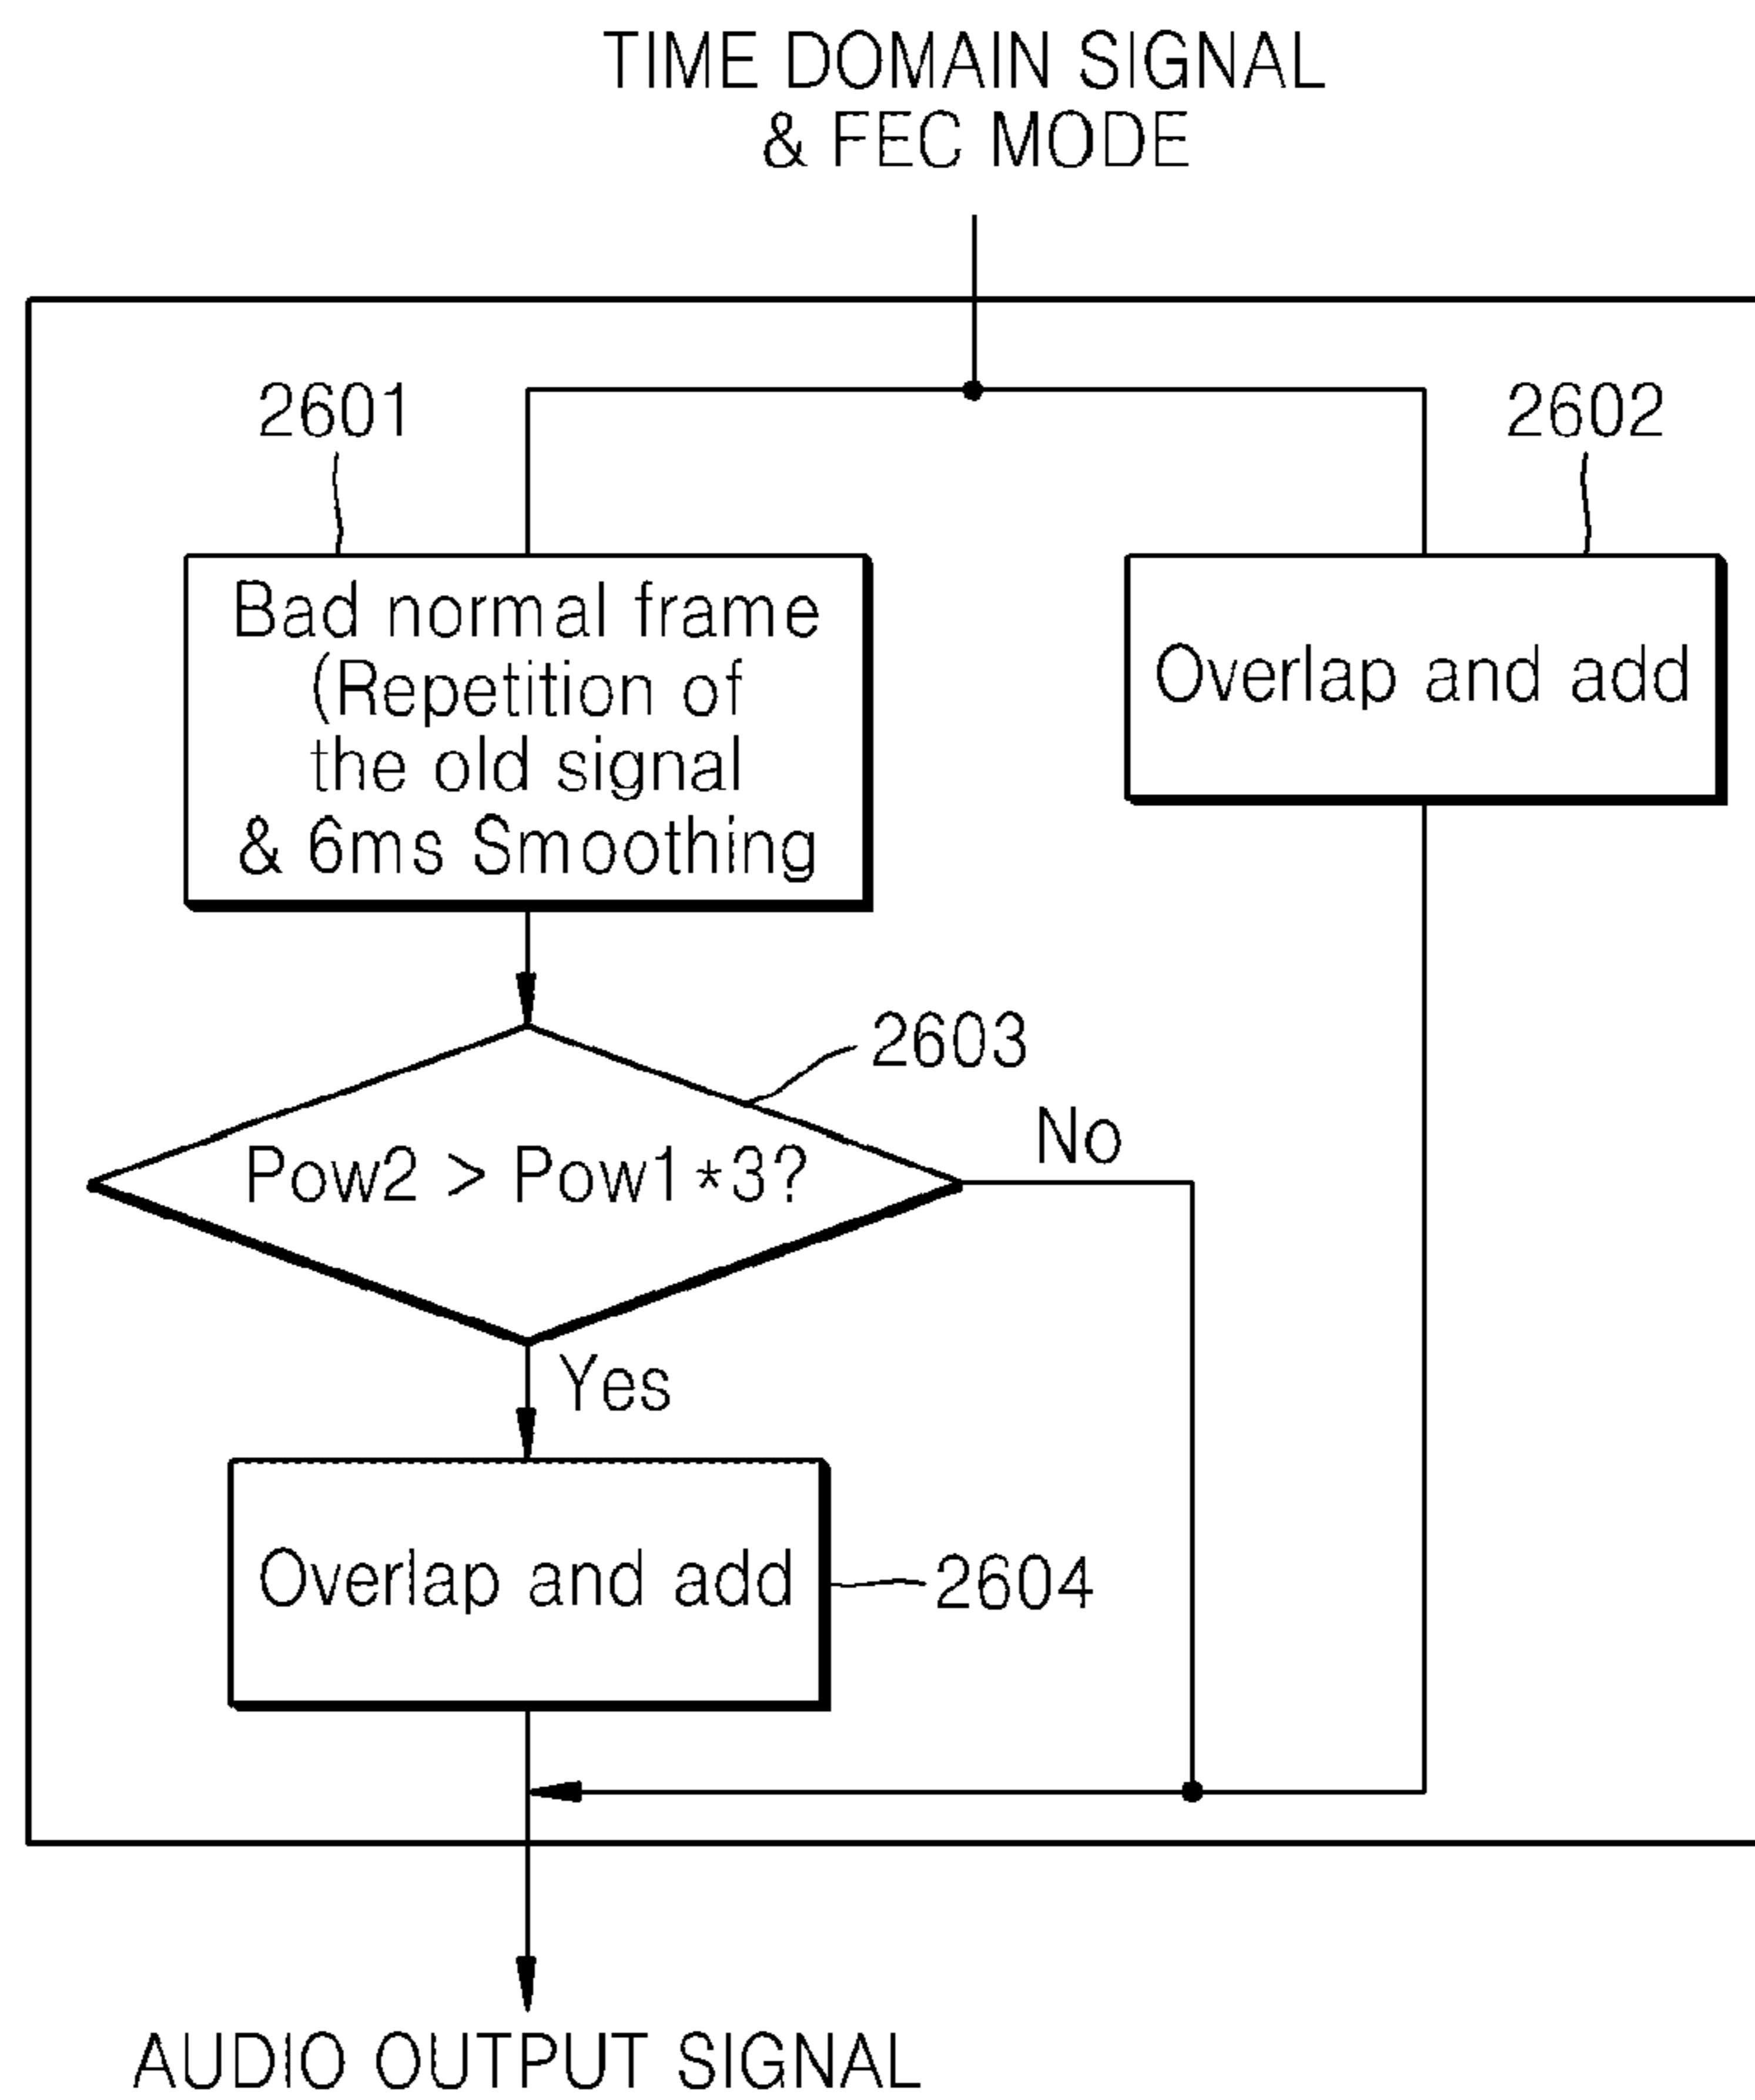 TIME DOMAIN SIGNAL
& FEC MODE
2601
2602
Bad normal frame
(Repetition of
the old signal
& 6ms Smoothing
Overlap and add
2603
Pow2 > Pow1*3?
No
Yes
Overlap and add
2604
AUDIO OUTPUT SIGNAL